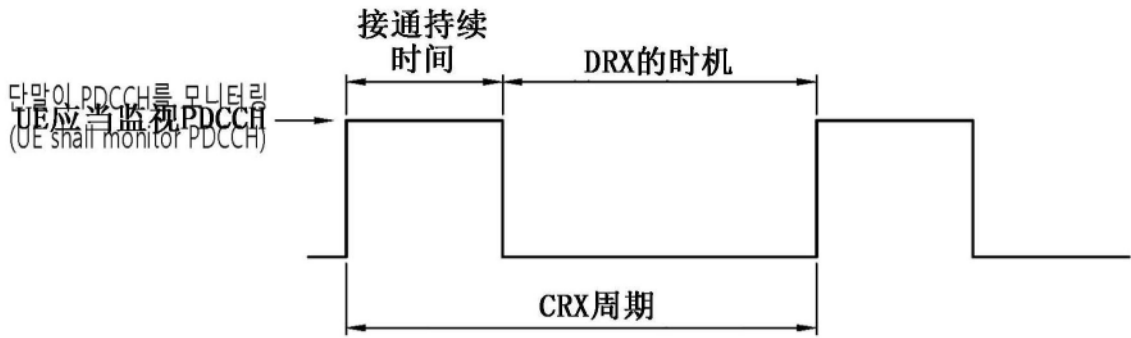 接通持续
时间
DRX的时机
단말이 PDCCH를 모니터링
UE应当监视PDCCH
(UE shall monitor PDCCH)
CRX周期